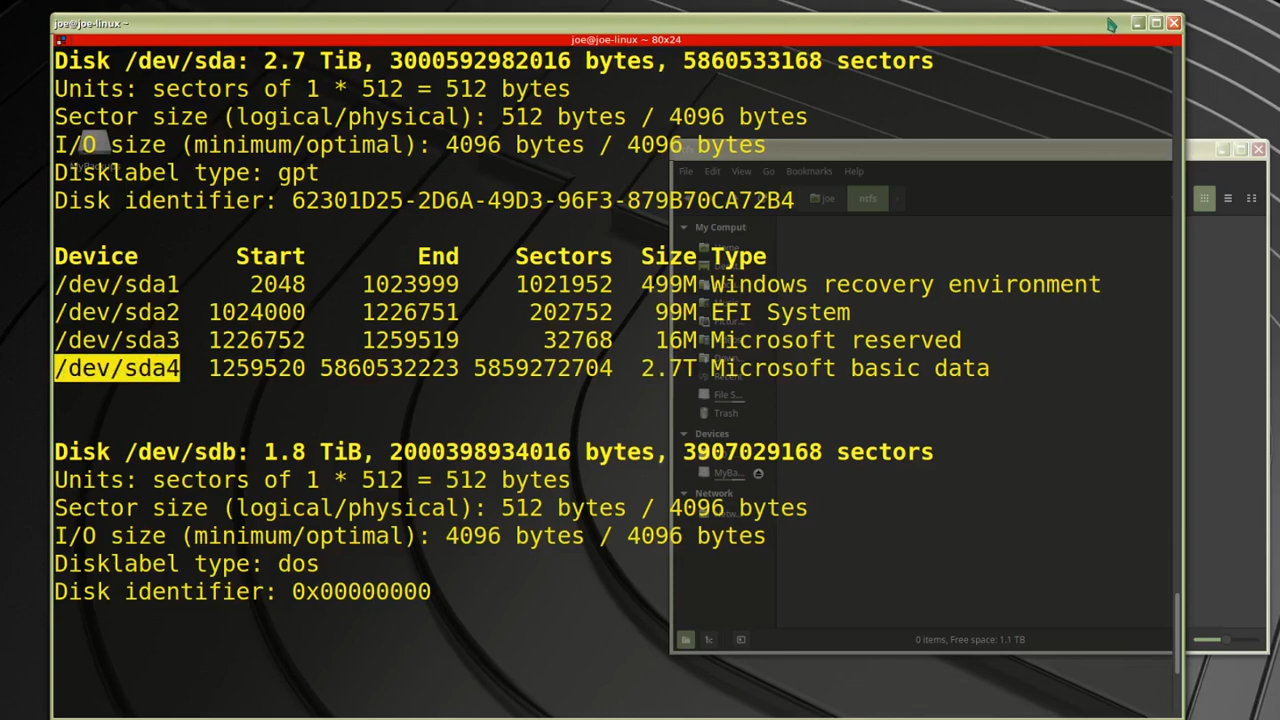 joe@joe-linux ~
joe@joe-linux ~ 80x24
Disk /dev/sda: 2.7 TiB, 3000592982016 bytes, 5860533168 sectors
Units: sectors of 1 * 512 = 512 bytes
Sector size (logical/physical): 512 bytes / 4096 bytes
I/O size (minimum/optimal): 4096 bytes / 4096 bytes
Disklabel type: gpt
Disk identifier: 62301D25-2D6A-49D3-96F3-879B70CA72B4
Device Start End Sectors Size Type
/dev/sda1 2048 1023999 1021952 499M Windows recovery environment
/dev/sda2 1024000 1226751 202752 99M EFI System
/dev/sda3 1226752 1259519 32768 16M Microsoft reserved
/dev/sda4 1259520 5860532223 5859272704 2.7T Microsoft basic data
Disk /dev/sdb: 1.8 TiB, 2000398934016 bytes, 3907029168 sectors
Units: sectors of 1 * 512 = 512 bytes
Sector size (logical/physical): 512 bytes / 4096 bytes
I/O size (minimum/optimal): 4096 bytes / 4096 bytes
Disklabel type: dos
Disk identifier: 0x00000000
File Edit View Go Bookmarks Help
joe ntfs
My Comput
File S...
Trash
Devices
MyBa...
Network
0 items, Free space: 1.1 TB